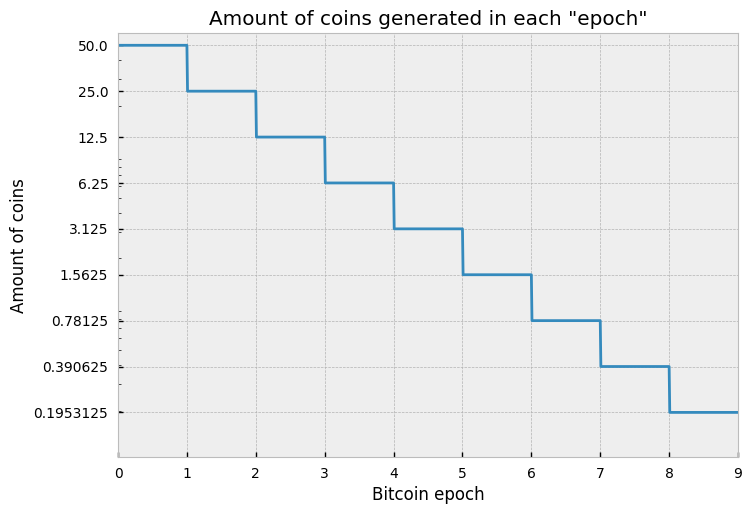 Amount of coins generated in each "epoch"
50.0
25.0
12.5
6.25
3.125
1.5625
0.78125
0.390625
0.1953125
Amount of coins
0 1 2 3 4 5 6 7 8 9
Bitcoin epoch